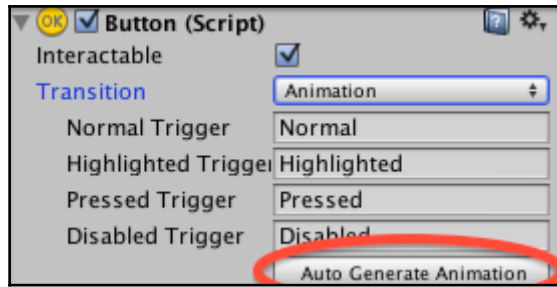 OK Button (Script)
Interactable
Transition Animation
Normal Trigger Normal
Highlighted Trigger Highlighted
Pressed Trigger Pressed
Disabled Trigger Disabled
Auto Generate Animation